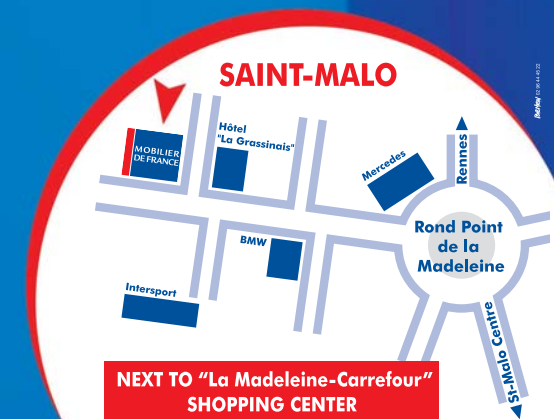 SAINT-MALO
Hôtel
"La Grassinais"
MOBILIER
DE FRANCE
Mercedes
Rennes
Rond Point
de la
Madeleine
BMW
Intersport
St-Malo Centre
NEXT TO “La Madeleine-Carrefour”
SHOPPING CENTER